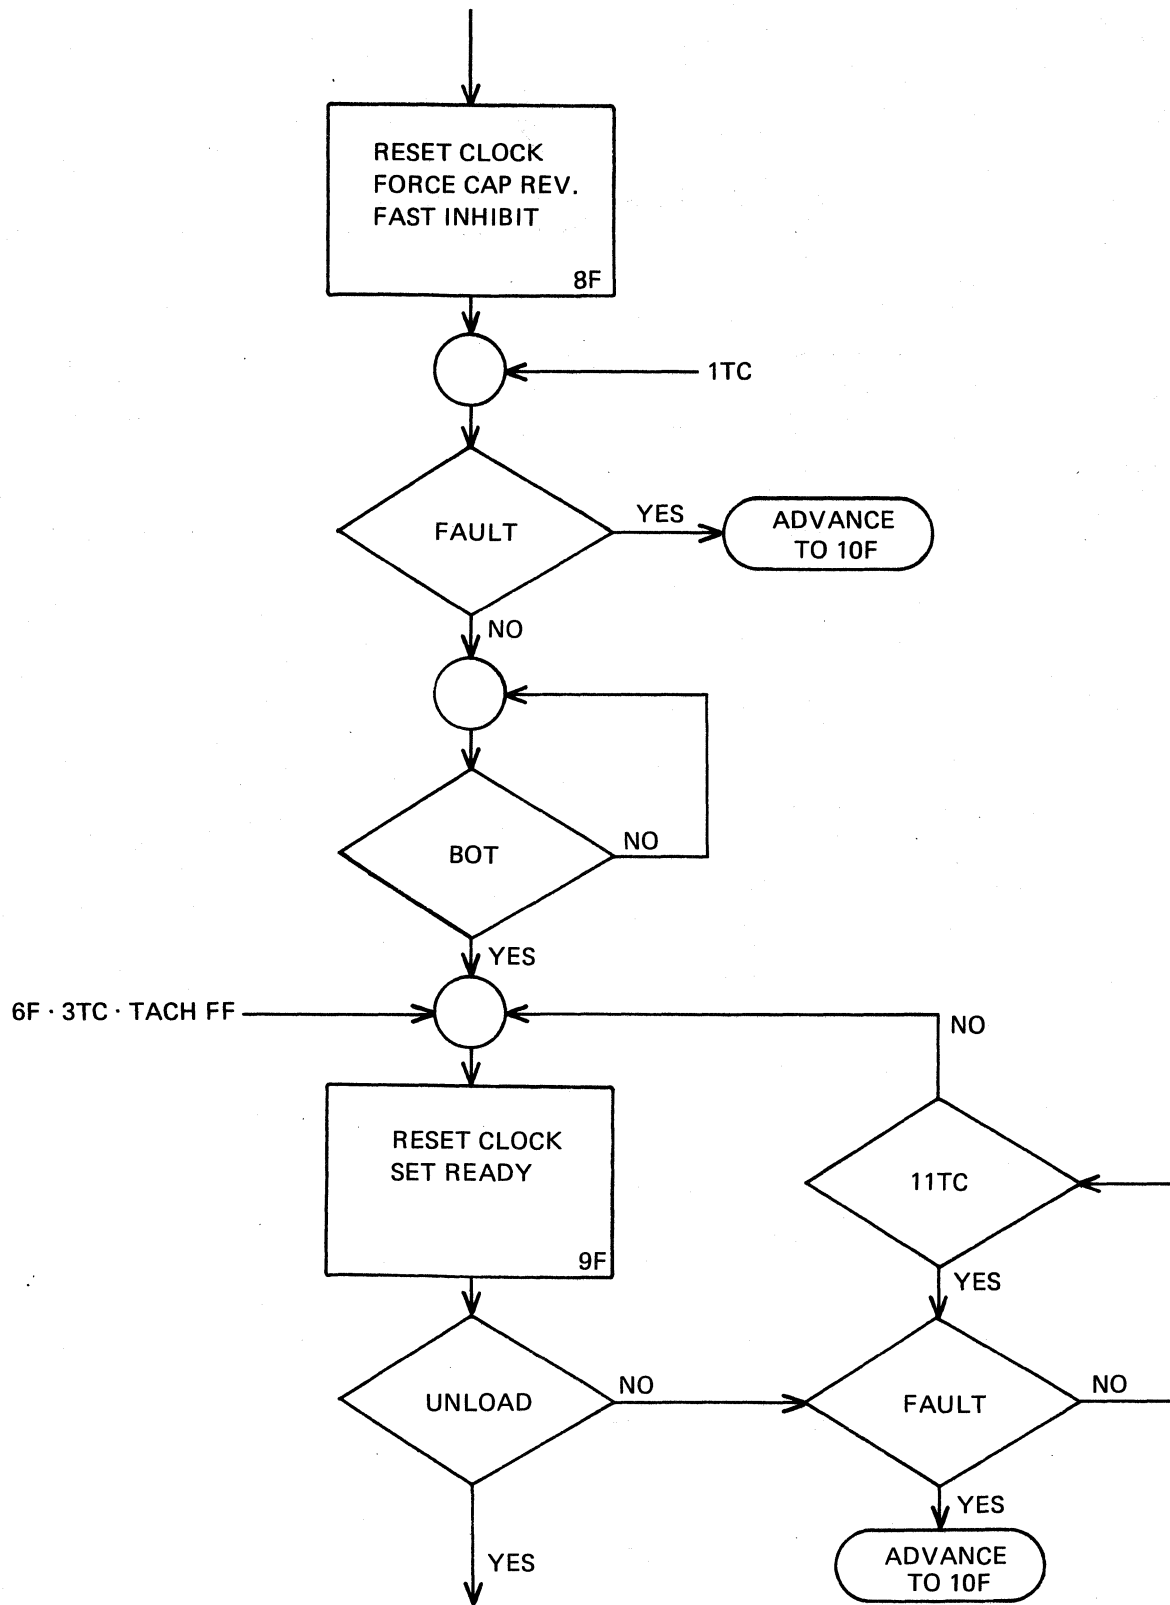 RESET CLOCK
FORCE CAP REV.
FAST INHIBIT
8F
1TC
FAULT
YES
ADVANCE
TO 10F
NO
BOT
NO
YES
6F · 3TC · TACH FF
NO
RESET CLOCK
SET READY
9F
11TC
YES
UNLOAD
NO
FAULT
NO
YES
YES
ADVANCE
TO 10F